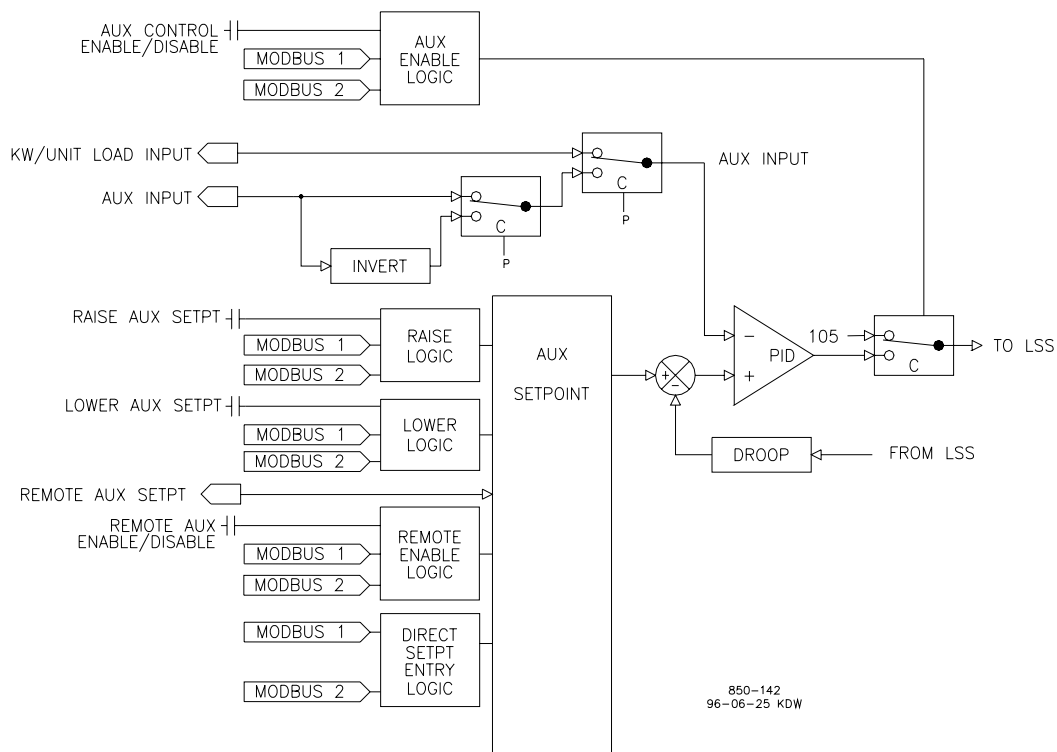 AUX CONTROL
ENABLE/DISABLE
MODBUS 1
MODBUS 2
AUX
ENABLE
LOGIC
KW/UNIT LOAD INPUT
AUX INPUT
AUX INPUT
C
P
C
P
INVERT
RAISE AUX SETPT
MODBUS 1
MODBUS 2
RAISE
LOGIC
LOWER AUX SETPT
MODBUS 1
MODBUS 2
LOWER
LOGIC
REMOTE AUX SETPT
REMOTE AUX
ENABLE/DISABLE
MODBUS 1
MODBUS 2
REMOTE
ENABLE
LOGIC
MODBUS 1
MODBUS 2
DIRECT
SETPT
ENTRY
LOGIC
AUX
SETPOINT
+
-
-
PID
+
105
C
TO LSS
DROOP
FROM LSS
850-142
96-06-25 KDW